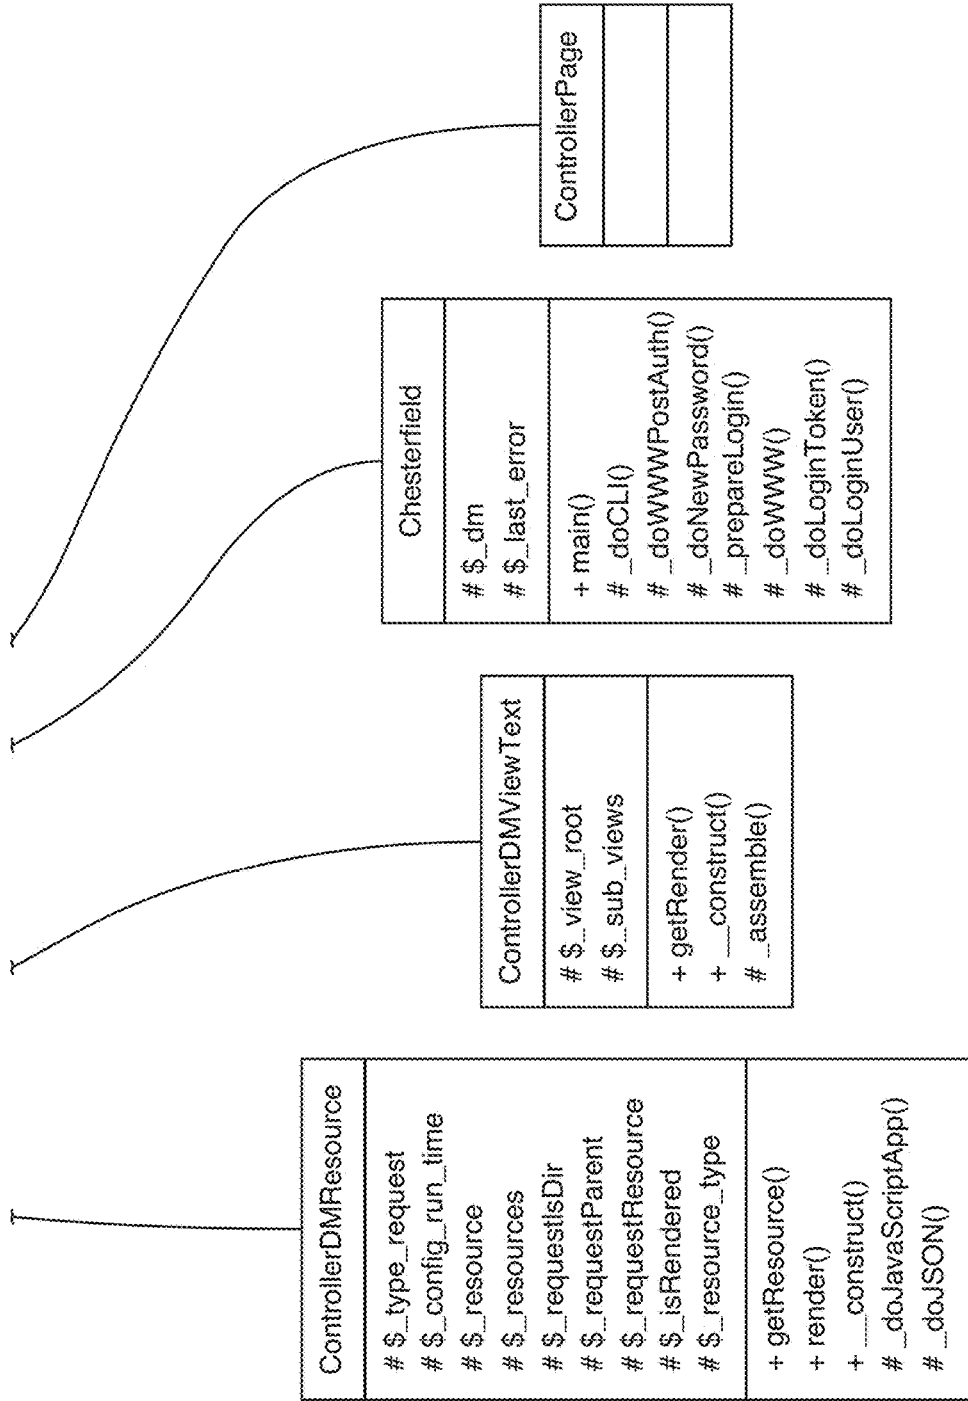 ControllerDMResource
# $_type_request
# $_config_run_time
# $_resource
# $_resources
# $_requestIsDir
# $_requestParent
# $_requestResource
# $_isRendered
# $_resource_type
+ getResource()
+ render()
+ __construct()
# _doJavaScriptApp()
# _doJSON()
ControllerDMViewText
# $_view_root
# $_sub_views
+ getRender()
+ __construct()
# _assemble()
Chesterfield
# $_dm
# $_last_error
+ main()
# _doCLI()
# _doWWWPostAuth()
# _doNewPassword()
# _prepareLogin()
# _doWWW()
# _doLoginToken()
# _doLoginUser()
ControllerPage